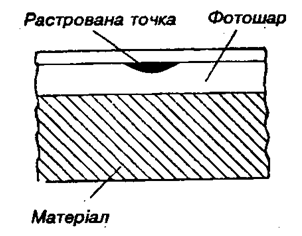 Растрована точка
Фотошар
Матеріал